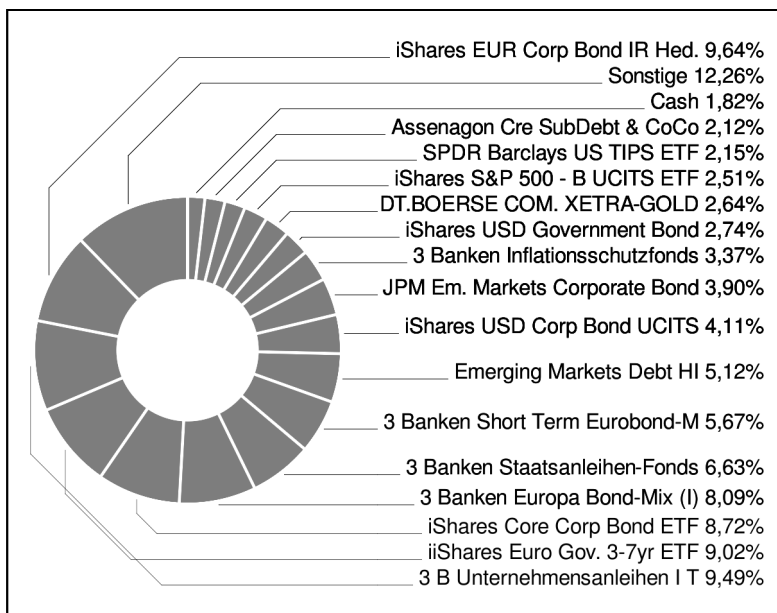 iShares EUR Corp Bond IR Hed. 9,64%
Sonstige 12,26%
Cash 1,82%
Assenagon Cre SubDebt & CoCo 2,12%
SPDR Barclays US TIPS ETF 2,15%
iShares S&P 500 - B UCITS ETF 2,51%
DT.BOERSE COM. XETRA-GOLD 2,64%
iShares USD Government Bond 2,74%
3 Banken Inflationsschutzfonds 3,37%
JPM Em. Markets Corporate Bond 3,90%
iShares USD Corp Bond UCITS 4,11%
Emerging Markets Debt HI 5,12%
3 Banken Short Term Eurobond-M 5,67%
3 Banken Staatsanleihen-Fonds 6,63%
3 Banken Europa Bond-Mix (I) 8,09%
iShares Core Corp Bond ETF 8,72%
iiShares Euro Gov. 3-7yr ETF 9,02%
3 B Unternehmensanleihen I T 9,49%